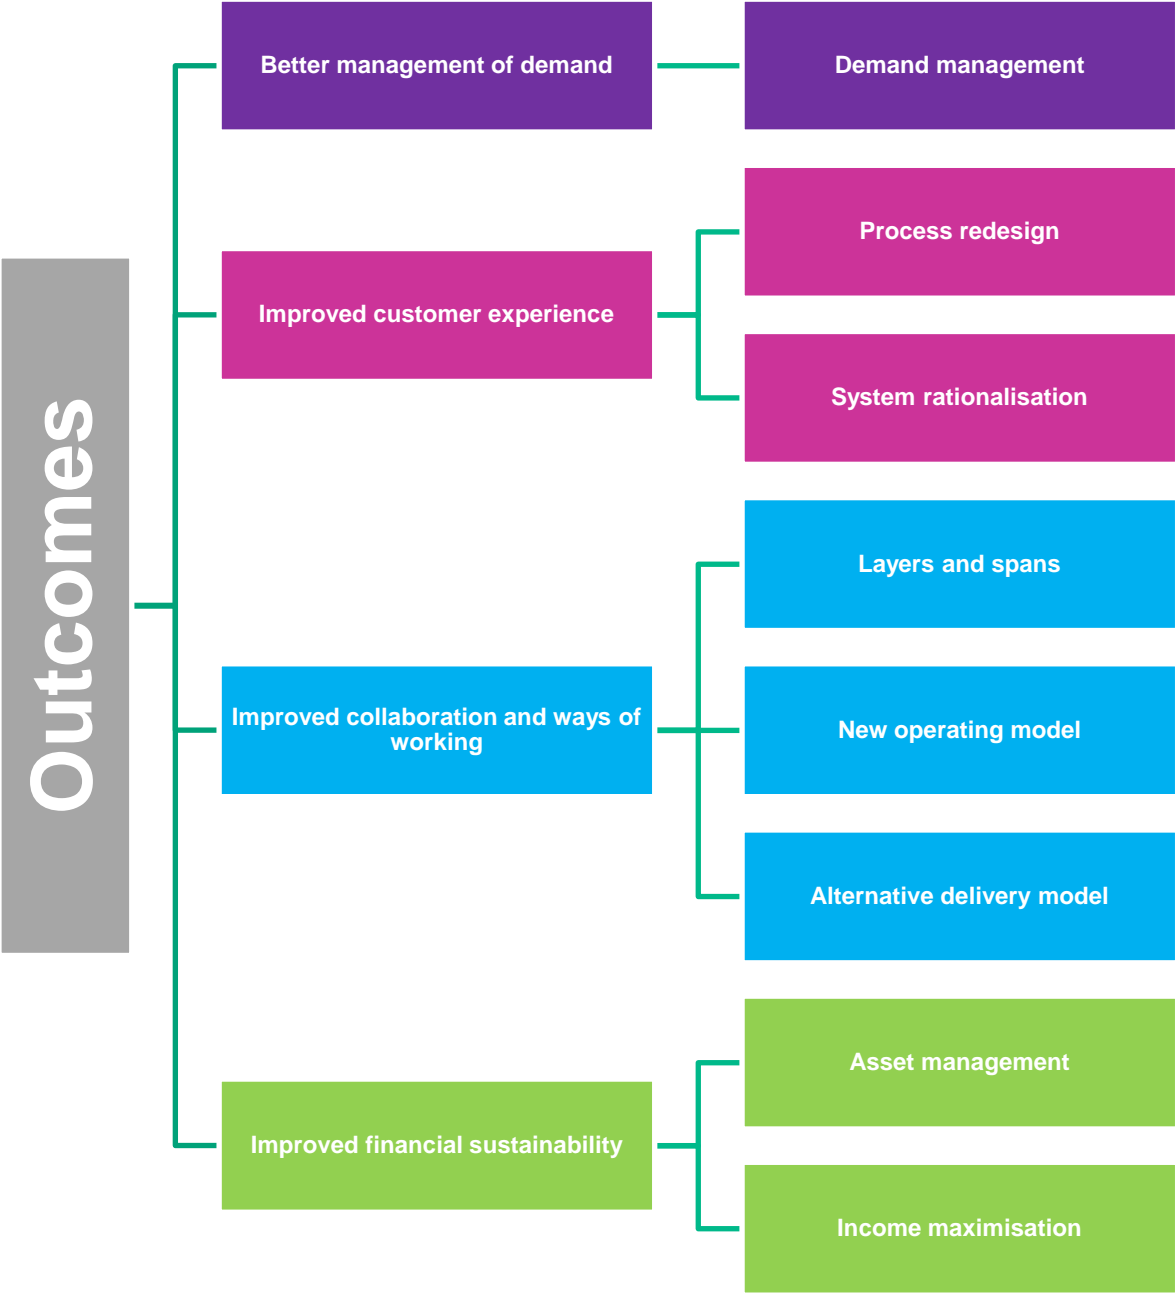 Outcomes
Better management of demand
Demand management
Improved customer experience
Process redesign
System rationalisation
Improved collaboration and ways of
working
Layers and spans
New operating model
Alternative delivery model
Improved financial sustainability
Asset management
Income maximisation